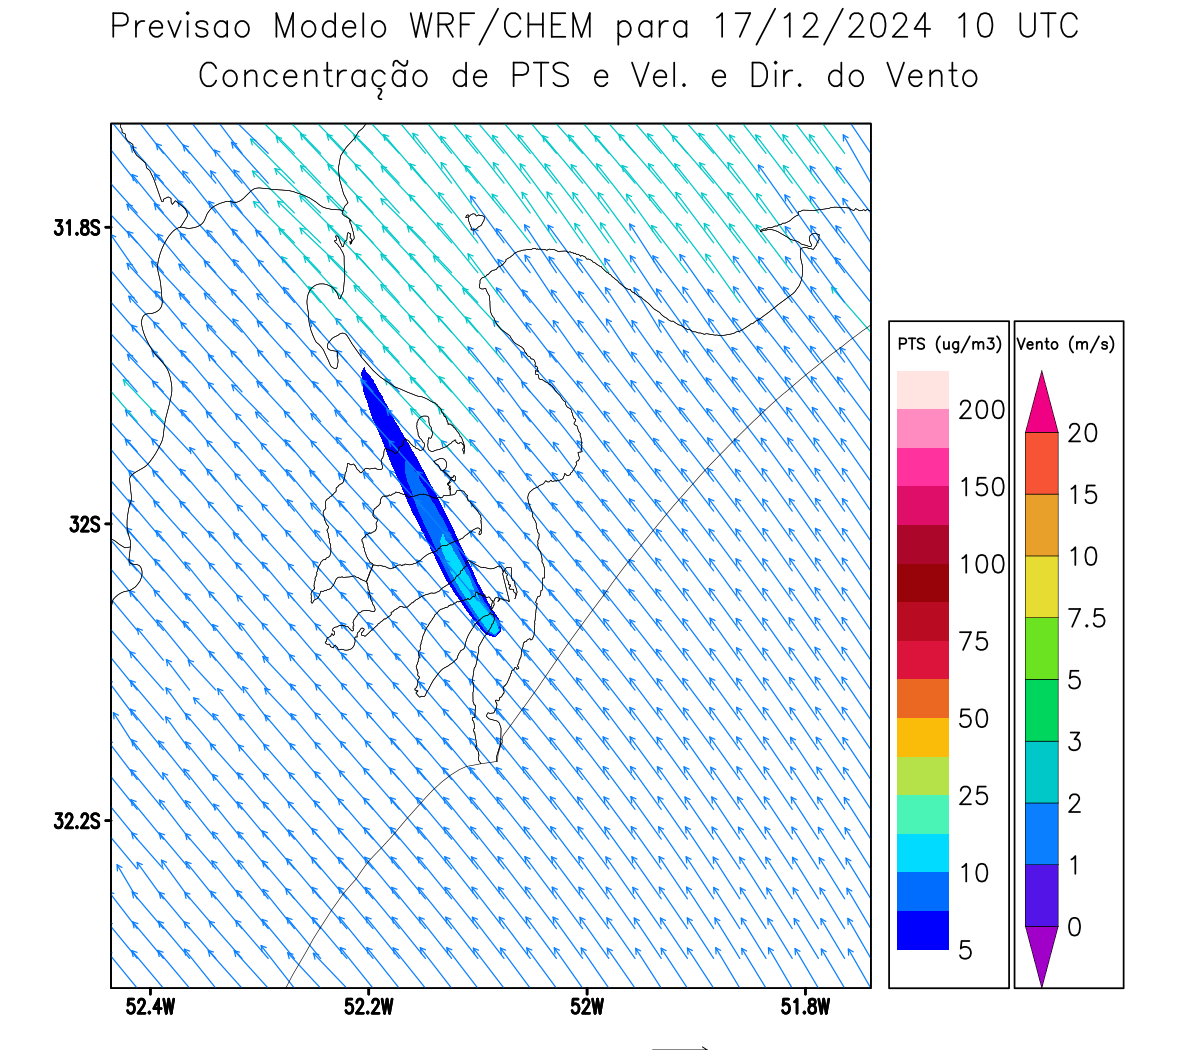 Previsao Modelo WRF/CHEM para 17/12/2024 10 UTC
Concentração de PTS e Vel. e Dir. do Vento
31.8S
32S
32.2S
52.4W 52.2W 52W 51.8W
PTS (ug/m3)
200
150
100
75
50
25
10
5
Vento (m/s)
20
15
10
7.5
5
3
2
1
0